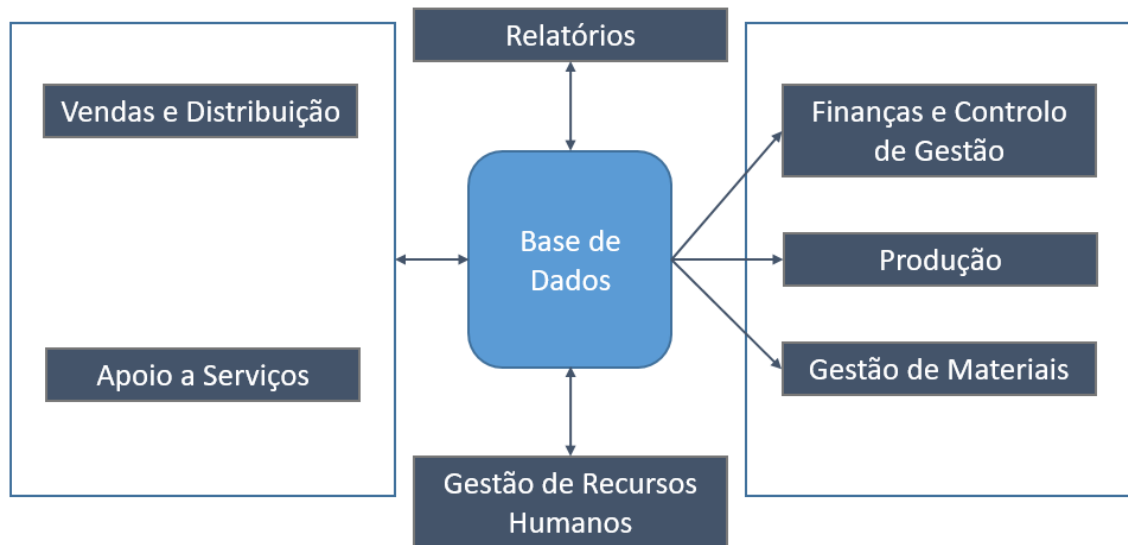 Relatórios
Vendas e Distribuição
Finanças e Controlo
de Gestão
Base de
Dados
Produção
Apoio a Serviços
Gestão de Materiais
Gestão de Recursos
Humanos